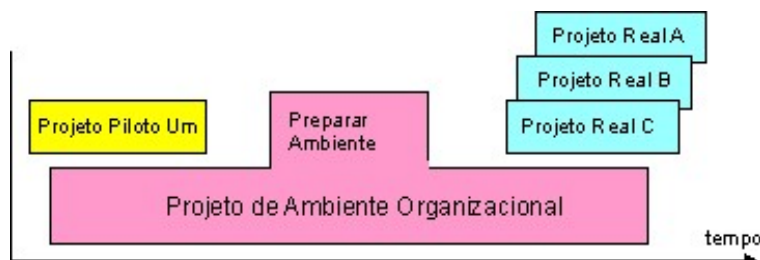 Projeto Real A
Projeto Real B
Projeto Piloto Um
Preparar
Ambiente
Projeto Real C
Projeto de Ambiente Organizacional
tempo